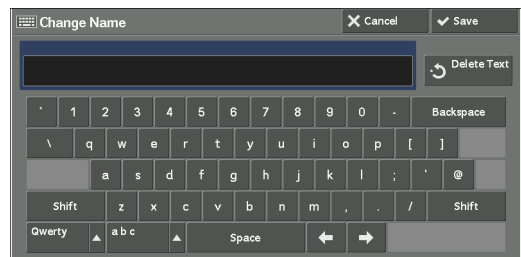 Change Name Cancel Save
Delete Text
` 1 2 3 4 5 6 7 8 9 0 - Backspace
\ q w e r t y u i o p [ ]
a s d f g h j k l ; ' @
Shift z x c v b n m , . / Shift
Qwerty a b c Space